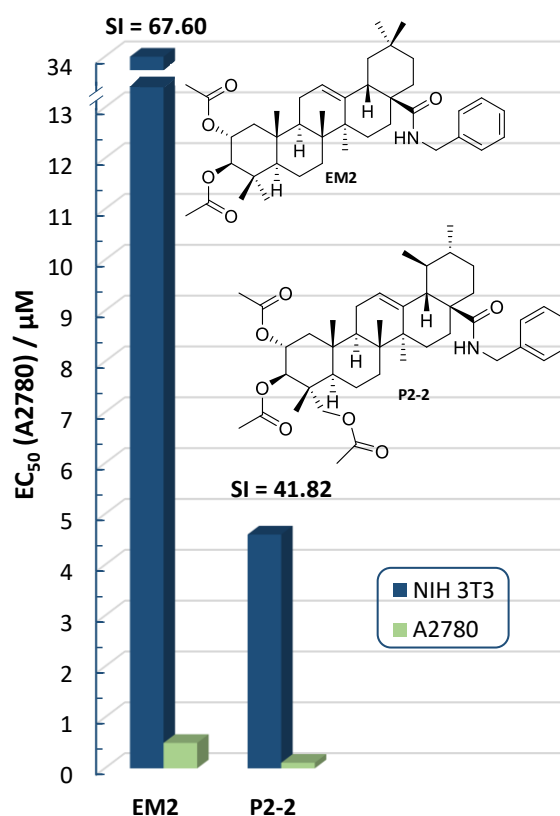 SI = 67.60
34
13
12
11
10
9
8
7
6
5
4
3
2
1
0
EC₅₀ (A2780) / µM
O
O
O
O
H
H
H
O
HN
EM2
O
O
O
O
O
O
H
H
H
O
HN
P2-2
SI = 41.82
NIH 3T3
A2780
EM2
P2-2